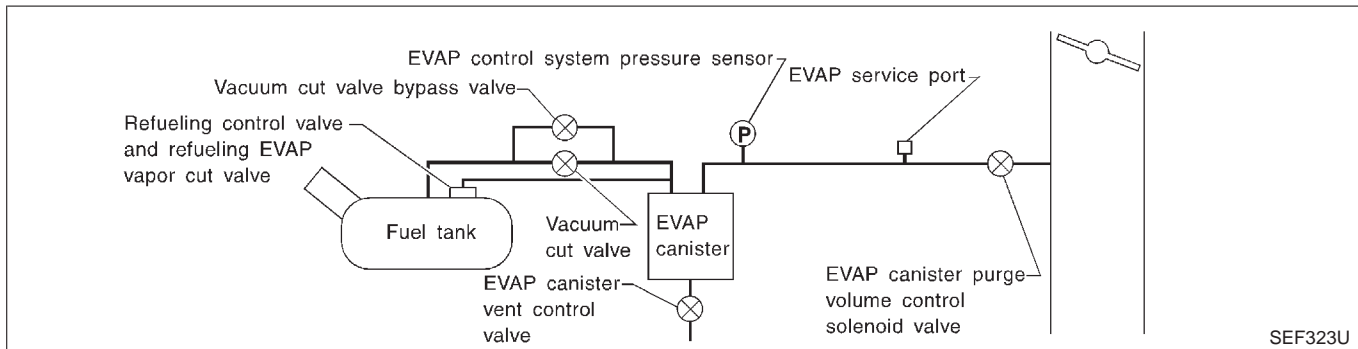 EVAP control system pressure sensor
EVAP service port
Vacuum cut valve bypass valve
Refueling control valve
and refueling EVAP
vapor cut valve
P
Fuel tank
Vacuum
cut valve
EVAP
canister
EVAP canister
vent control
valve
EVAP canister purge
volume control
solenoid valve
SEF323U